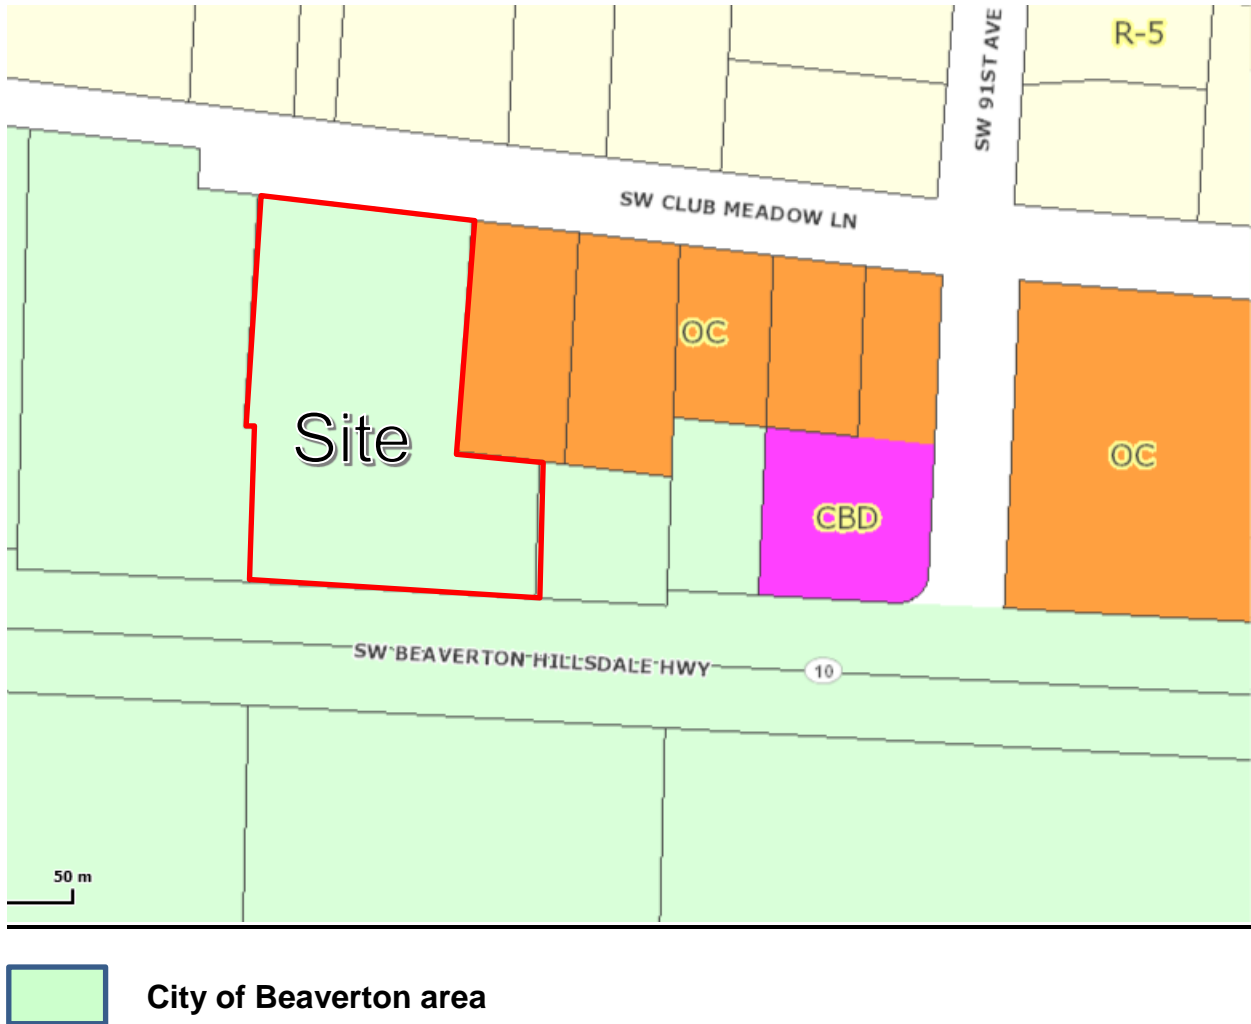 R-5
SW 91ST AVE
SW CLUB MEADOW LN
OC
Site
OC
CBD
SW BEAVERTON HILLSDALE HWY
10
50 m
City of Beaverton area